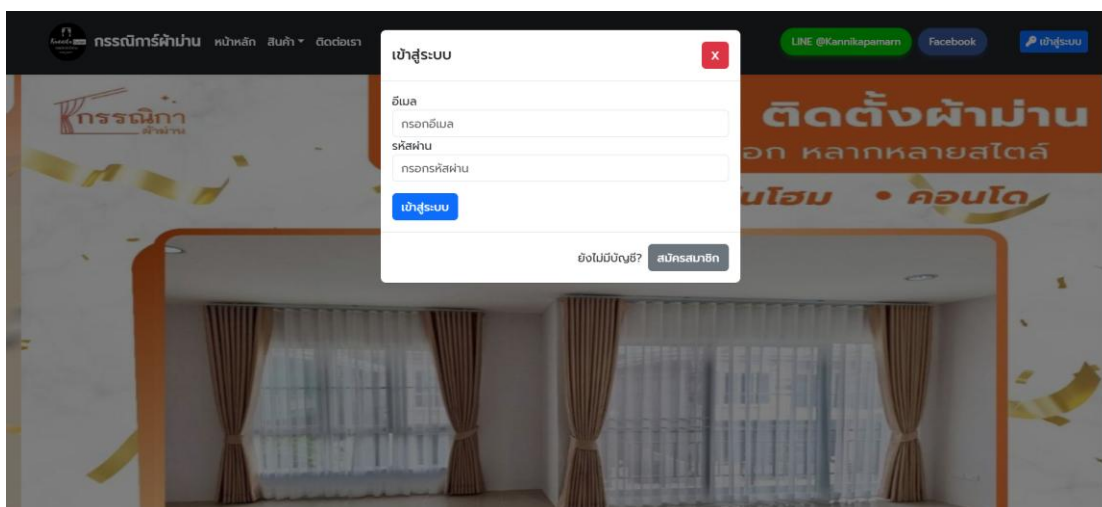 กรรณิการ์ผ้าม่าน หน้าหลัก สินค้า ติดต่อเรา
LINE @Kannikapamarn Facebook เข้าสู่ระบบ
เข้าสู่ระบบ X
อีเมล
กรอกอีเมล
รหัสผ่าน
กรอกรหัสผ่าน
เข้าสู่ระบบ
ยังไม่มีบัญชี? สมัครสมาชิก
กรรณิกา
ผ้าม่าน
ติดตั้งผ้าม่าน
หลากหลายสไตล์
• คอนโด